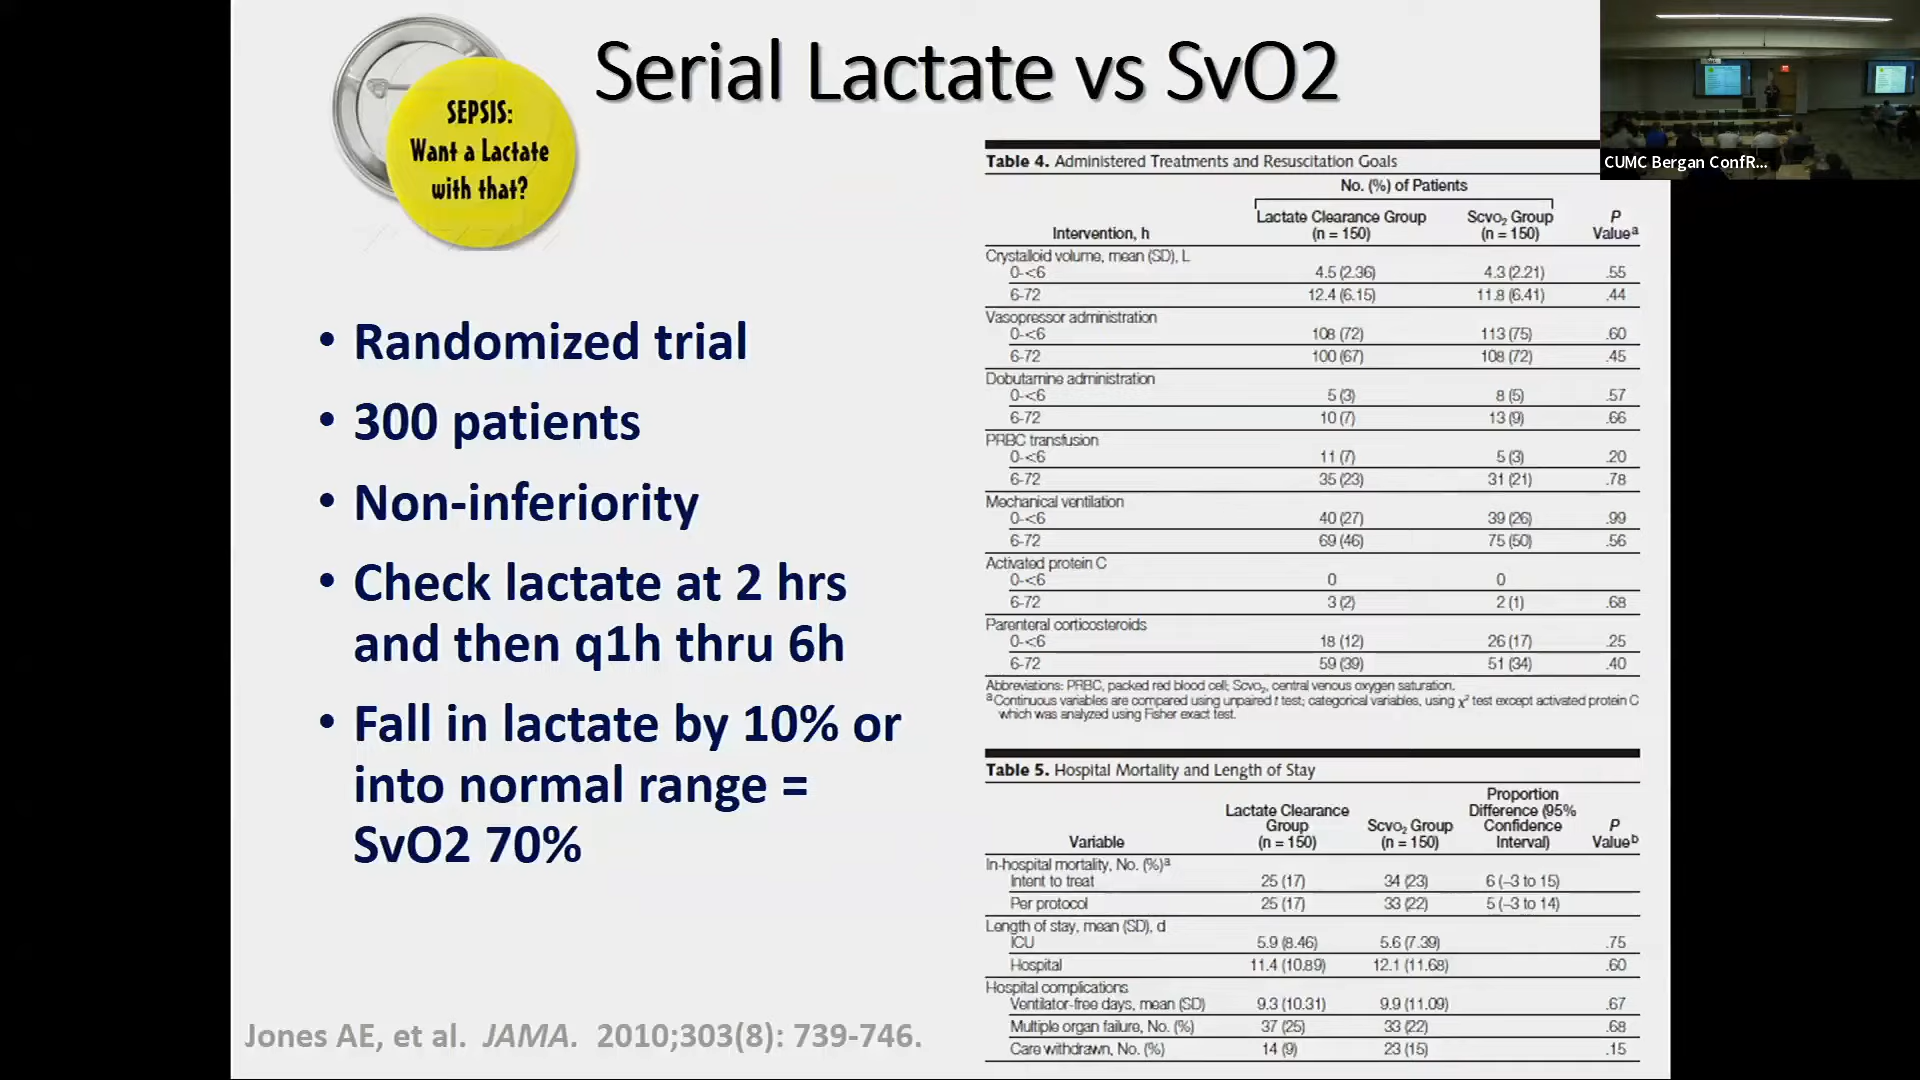 Serial Lactate vs SvO2
SEPSIS:
Want a Lactate
with that?
CUMC Bergan ConfR...
• Randomized trial
• 300 patients
• Non-inferiority
• Check lactate at 2 hrs
and then q1h thru 6h
• Fall in lactate by 10% or
into normal range =
SvO2 70%
Jones AE, et al. JAMA. 2010;303(8): 739-746.
Table 4. Administered Treatments and Resuscitation Goals
No. (%) of Patients
Intervention, h Lactate Clearance Group (n = 150) Scvo₂ Group (n = 150) P Valueᵃ
Crystalloid volume, mean (SD), L
0-<6 4.5 (2.36) 4.3 (2.21) .55
6-72 12.4 (6.15) 11.8 (6.41) .44
Vasopressor administration
0-<6 108 (72) 113 (75) .60
6-72 100 (67) 108 (72) .45
Dobutamine administration
0-<6 5 (3) 8 (5) .57
6-72 10 (7) 13 (9) .66
PRBC transfusion
0-<6 11 (7) 5 (3) .20
6-72 35 (23) 31 (21) .78
Mechanical ventilation
0-<6 40 (27) 39 (26) .99
6-72 69 (46) 75 (50) .56
Activated protein C
0-<6 0 0
6-72 3 (2) 2 (1) .68
Parenteral corticosteroids
0-<6 18 (12) 26 (17) .25
6-72 59 (39) 51 (34) .40
Abbreviations: PRBC, packed red blood cell; Scvo₂, central venous oxygen saturation.
ᵃContinuous variables are compared using unpaired t test; categorical variables, using χ² test except activated protein C
which was analyzed using Fisher exact test.
Table 5. Hospital Mortality and Length of Stay
Variable Lactate Clearance Group (n = 150) Scvo₂ Group (n = 150) Proportion Difference (95% Confidence Interval) P Valueᵇ
In-hospital mortality, No. (%)ᵃ
Intent to treat 25 (17) 34 (23) 6 (–3 to 15)
Per protocol 25 (17) 33 (22) 5 (–3 to 14)
Length of stay, mean (SD), d
ICU 5.9 (8.46) 5.6 (7.39) .75
Hospital 11.4 (10.89) 12.1 (11.68) .60
Hospital complications
Ventilator-free days, mean (SD) 9.3 (10.31) 9.9 (11.09) .67
Multiple organ failure, No. (%) 37 (25) 33 (22) .68
Care withdrawn, No. (%) 14 (9) 23 (15) .15